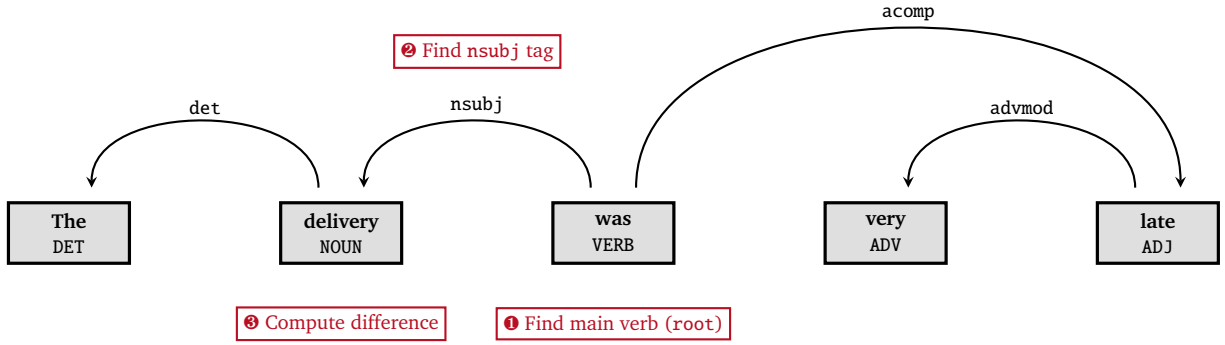 acomp
❷ Find nsubj tag
det
nsubj
advmod
The
DET
delivery
NOUN
was
VERB
very
ADV
late
ADJ
❸ Compute difference
❶ Find main verb (root)